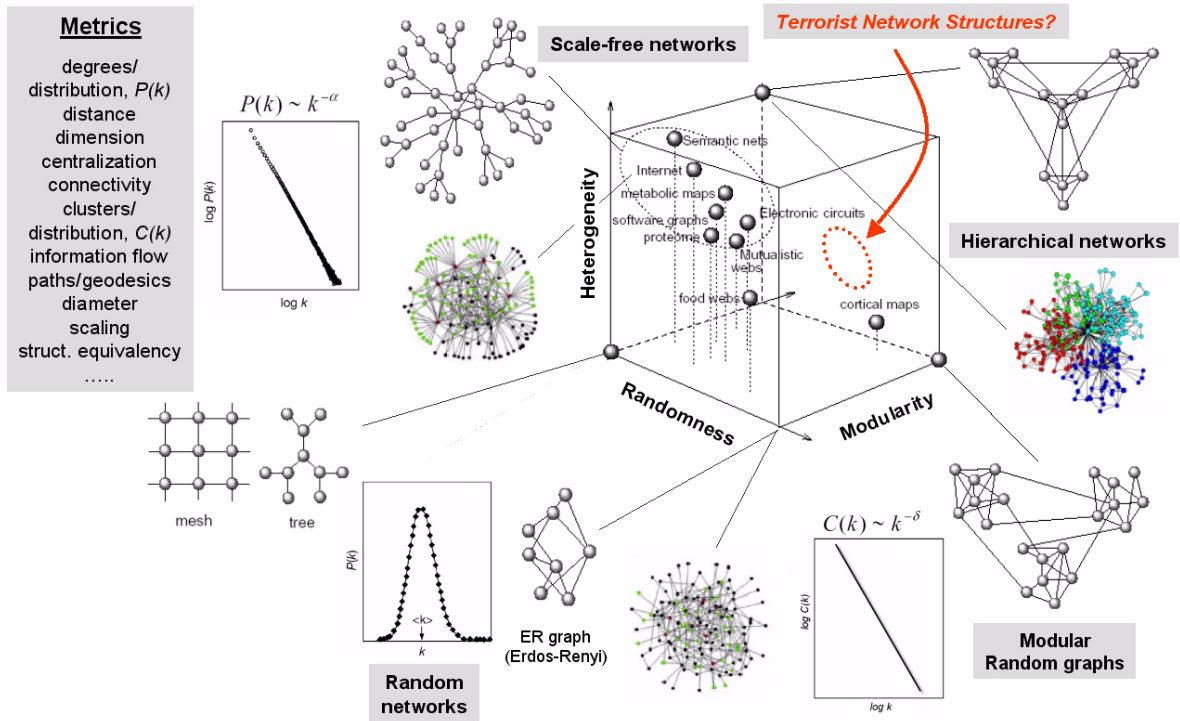 Metrics
degrees/
distribution, P(k)
distance
dimension
centralization
connectivity
clusters/
distribution, C(k)
information flow
paths/geodesics
diameter
scaling
struct. equivalency
.....
P(k) ~ k^-α
log P(k)
log k
Scale-free networks
Terrorist Network Structures?
Heterogeneity
Semantic nets
Internet
metabolic maps
software graphs
Electronic circuits
proteome
Mutualistic
webs
food webs
cortical maps
Hierarchical networks
Randomness
Modularity
mesh
tree
P(k)
<k>
k
Random
networks
ER graph
(Erdos-Renyi)
C(k) ~ k^-δ
log C(k)
log k
Modular
Random graphs